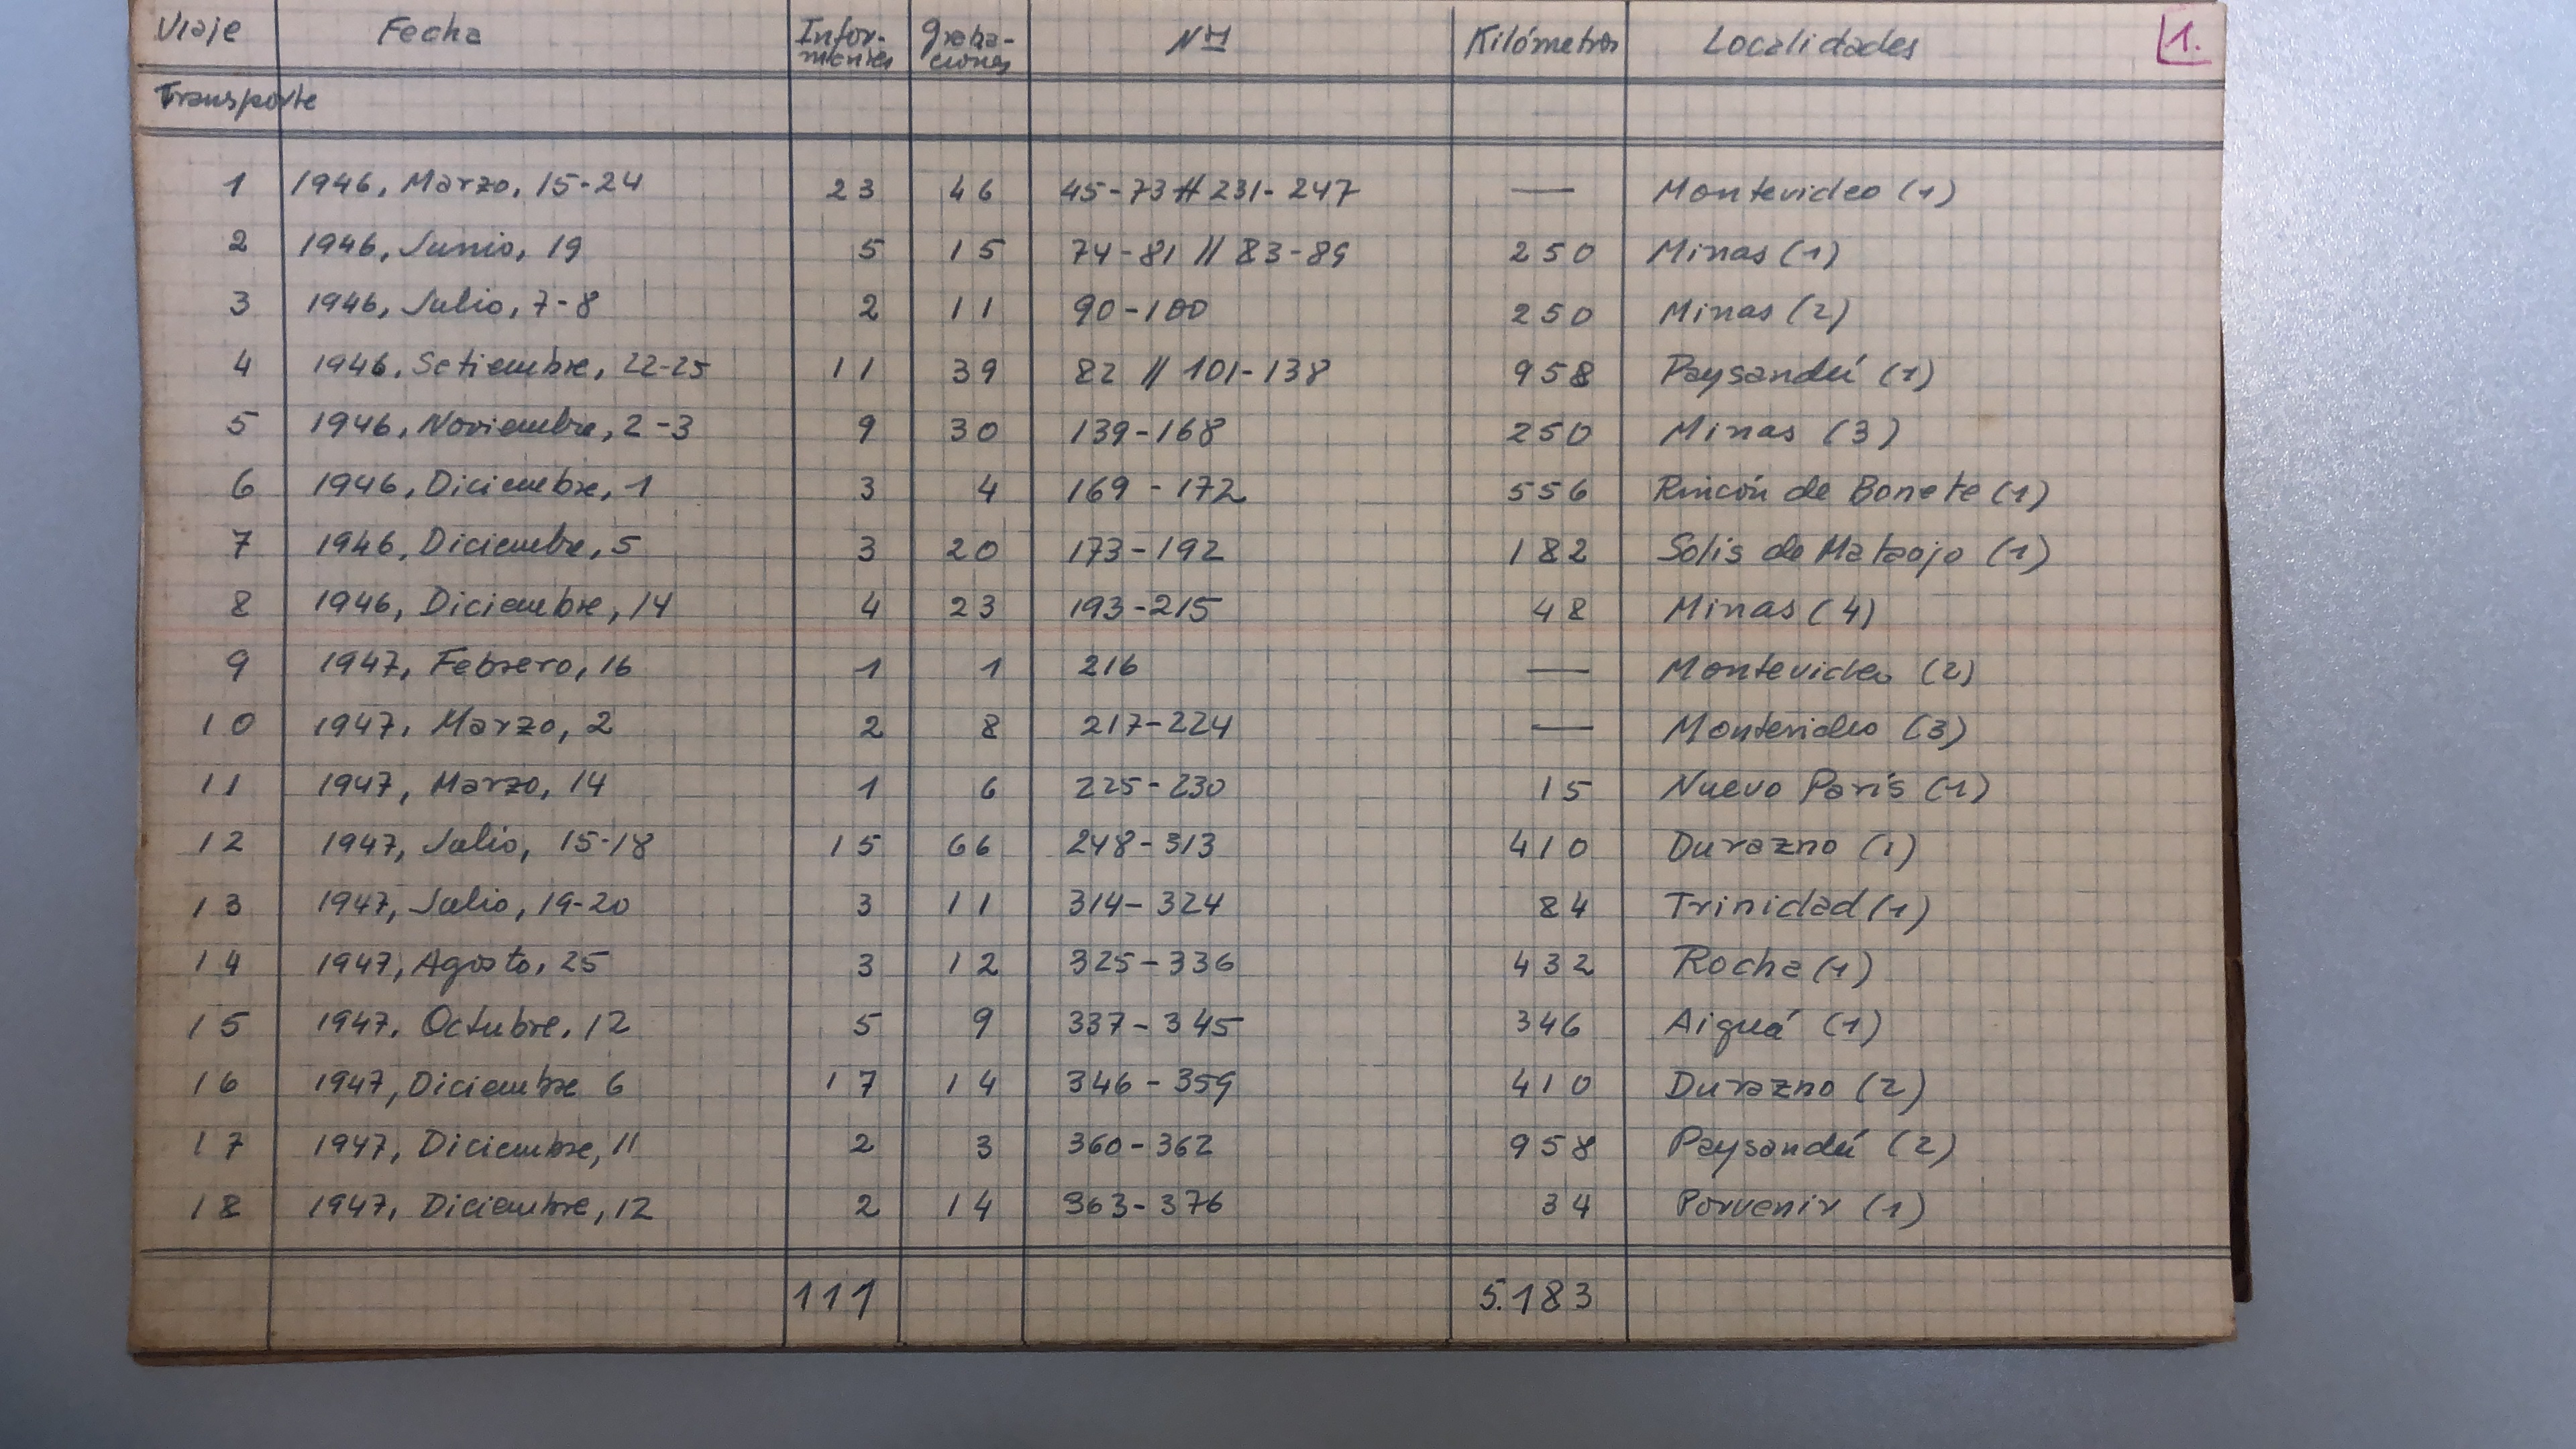 Viaje Fecha Infor-mantes Graba-ciones Nos Kilómetros Localidades 1.
Transporte
1 1946, Marzo, 15-24 23 46 45-73 // 231-247 — Montevideo (1)
2 1946, Junio, 19 5 15 74-81 // 83-89 250 Minas (1)
3 1946, Julio, 7-8 2 11 90-100 250 Minas (2)
4 1946, Setiembre, 22-25 11 39 82 // 101-138 958 Paysandú (1)
5 1946, Noviembre, 2-3 9 30 139-168 250 Minas (3)
6 1946, Diciembre, 1 3 4 169-172 556 Rincón de Bonete (1)
7 1946, Diciembre, 5 3 20 173-192 182 Solis de Mataojo (1)
8 1946, Diciembre, 14 4 23 193-215 48 Minas (4)
9 1947, Febrero, 16 1 1 216 — Montevideo (2)
10 1947, Marzo, 2 2 8 217-224 — Montevideo (3)
11 1947, Marzo, 14 1 6 225-230 15 Nuevo París (1)
12 1947, Julio, 15-18 15 66 248-313 410 Durazno (1)
13 1947, Julio, 19-20 3 11 314-324 84 Trinidad (1)
14 1947, Agosto, 25 3 12 325-336 432 Rocha (1)
15 1947, Octubre, 12 5 9 337-345 346 Aiguá (1)
16 1947, Diciembre 6 17 14 346-359 410 Durazno (2)
17 1947, Diciembre, 11 2 3 360-362 958 Paysandú (2)
18 1947, Diciembre, 12 2 14 363-376 34 Porvenir (1)
111 5.183